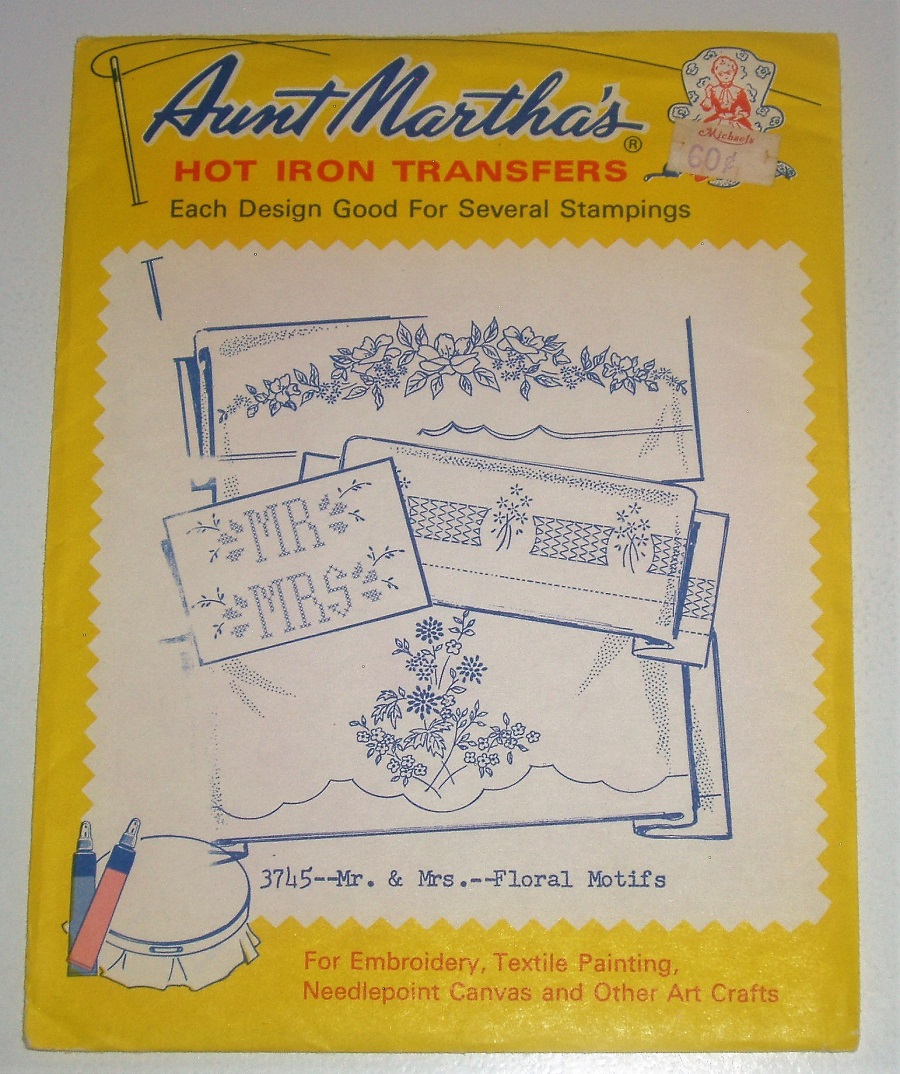 Aunt Martha's®
HOT IRON TRANSFERS
Each Design Good For Several Stampings
Michaels
60¢
MR
MRS
3745--Mr. & Mrs.--Floral Motifs
For Embroidery, Textile Painting,
Needlepoint Canvas and Other Art Crafts